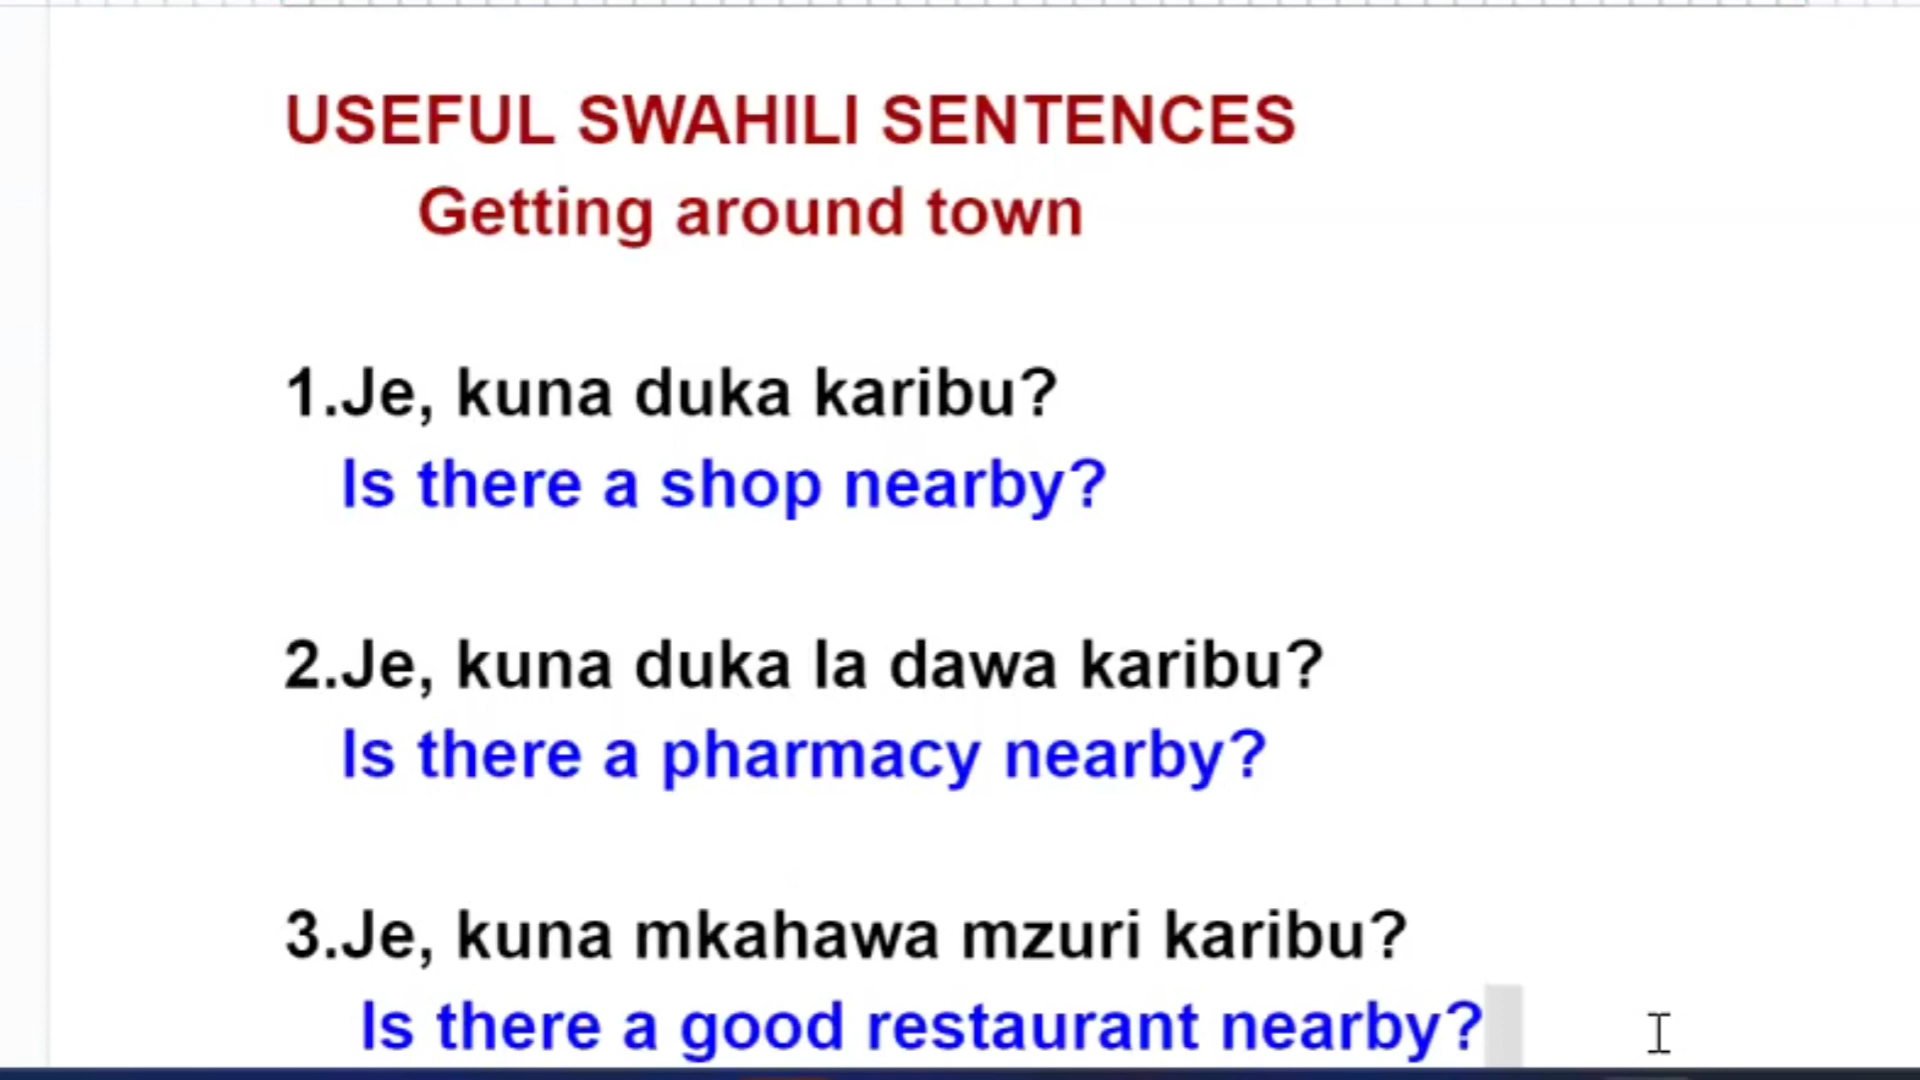 USEFUL SWAHILI SENTENCES
Getting around town
1.Je, kuna duka karibu?
Is there a shop nearby?
2.Je, kuna duka la dawa karibu?
Is there a pharmacy nearby?
3.Je, kuna mkahawa mzuri karibu?
Is there a good restaurant nearby?